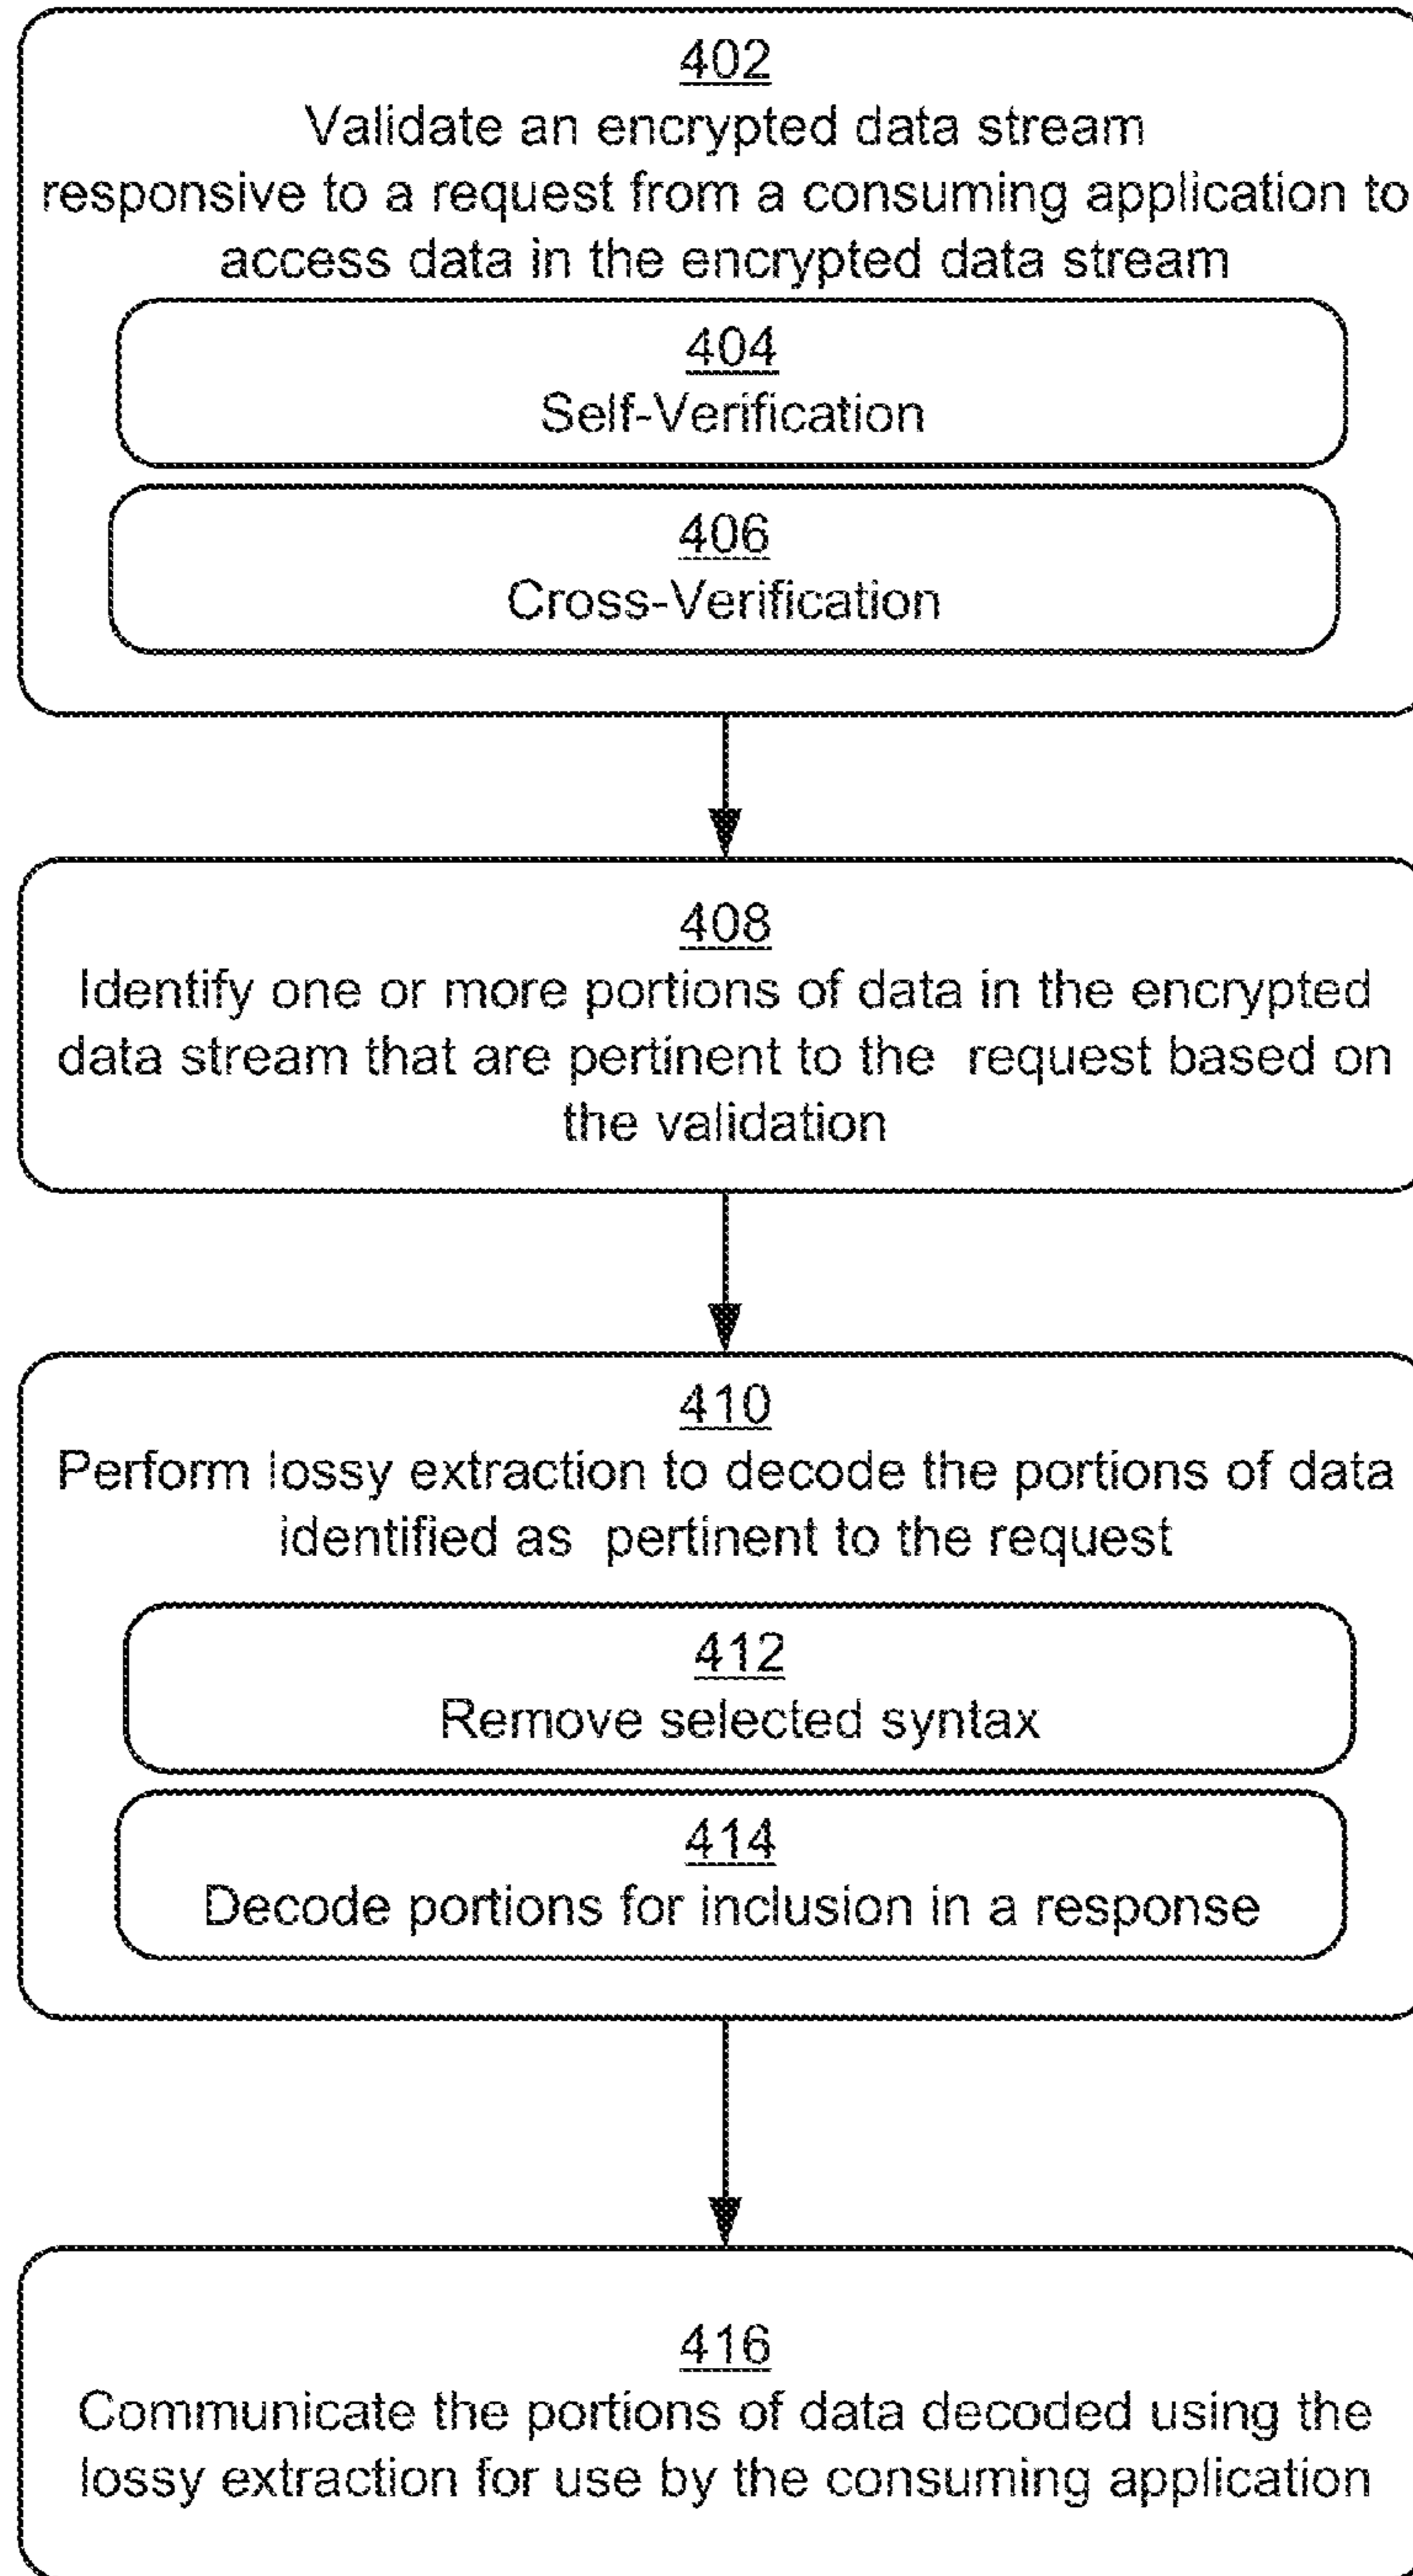 402
Validate an encrypted data stream
responsive to a request from a consuming application to
access data in the encrypted data stream
404
Self-Verification
406
Cross-Verification
408
Identify one or more portions of data in the encrypted
data stream that are pertinent to the request based on
the validation
410
Perform lossy extraction to decode the portions of data
identified as pertinent to the request
412
Remove selected syntax
414
Decode portions for inclusion in a response
416
Communicate the portions of data decoded using the
lossy extraction for use by the consuming application